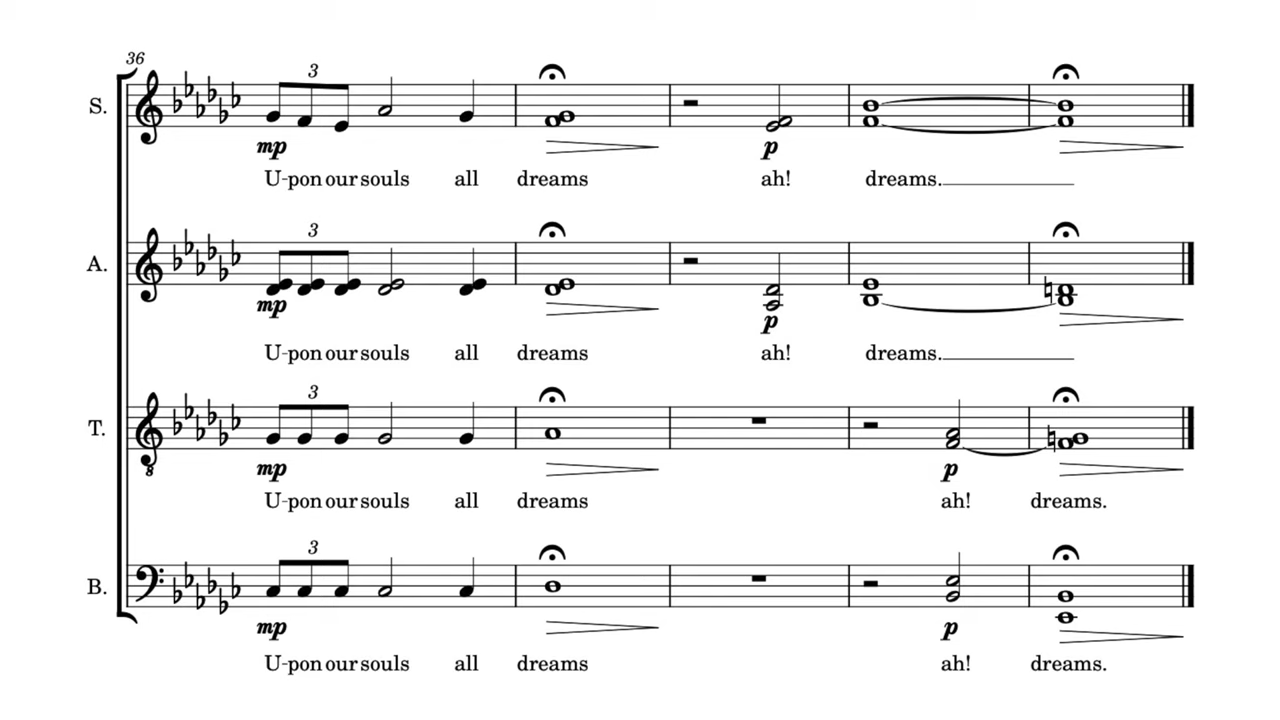 36
3
S.
mp p
U-pon our souls all dreams ah! dreams.
3
A.
mp p
U-pon our souls all dreams ah! dreams.
3
T.
8
mp p
U-pon our souls all dreams ah! dreams.
3
B.
mp p
U-pon our souls all dreams ah! dreams.